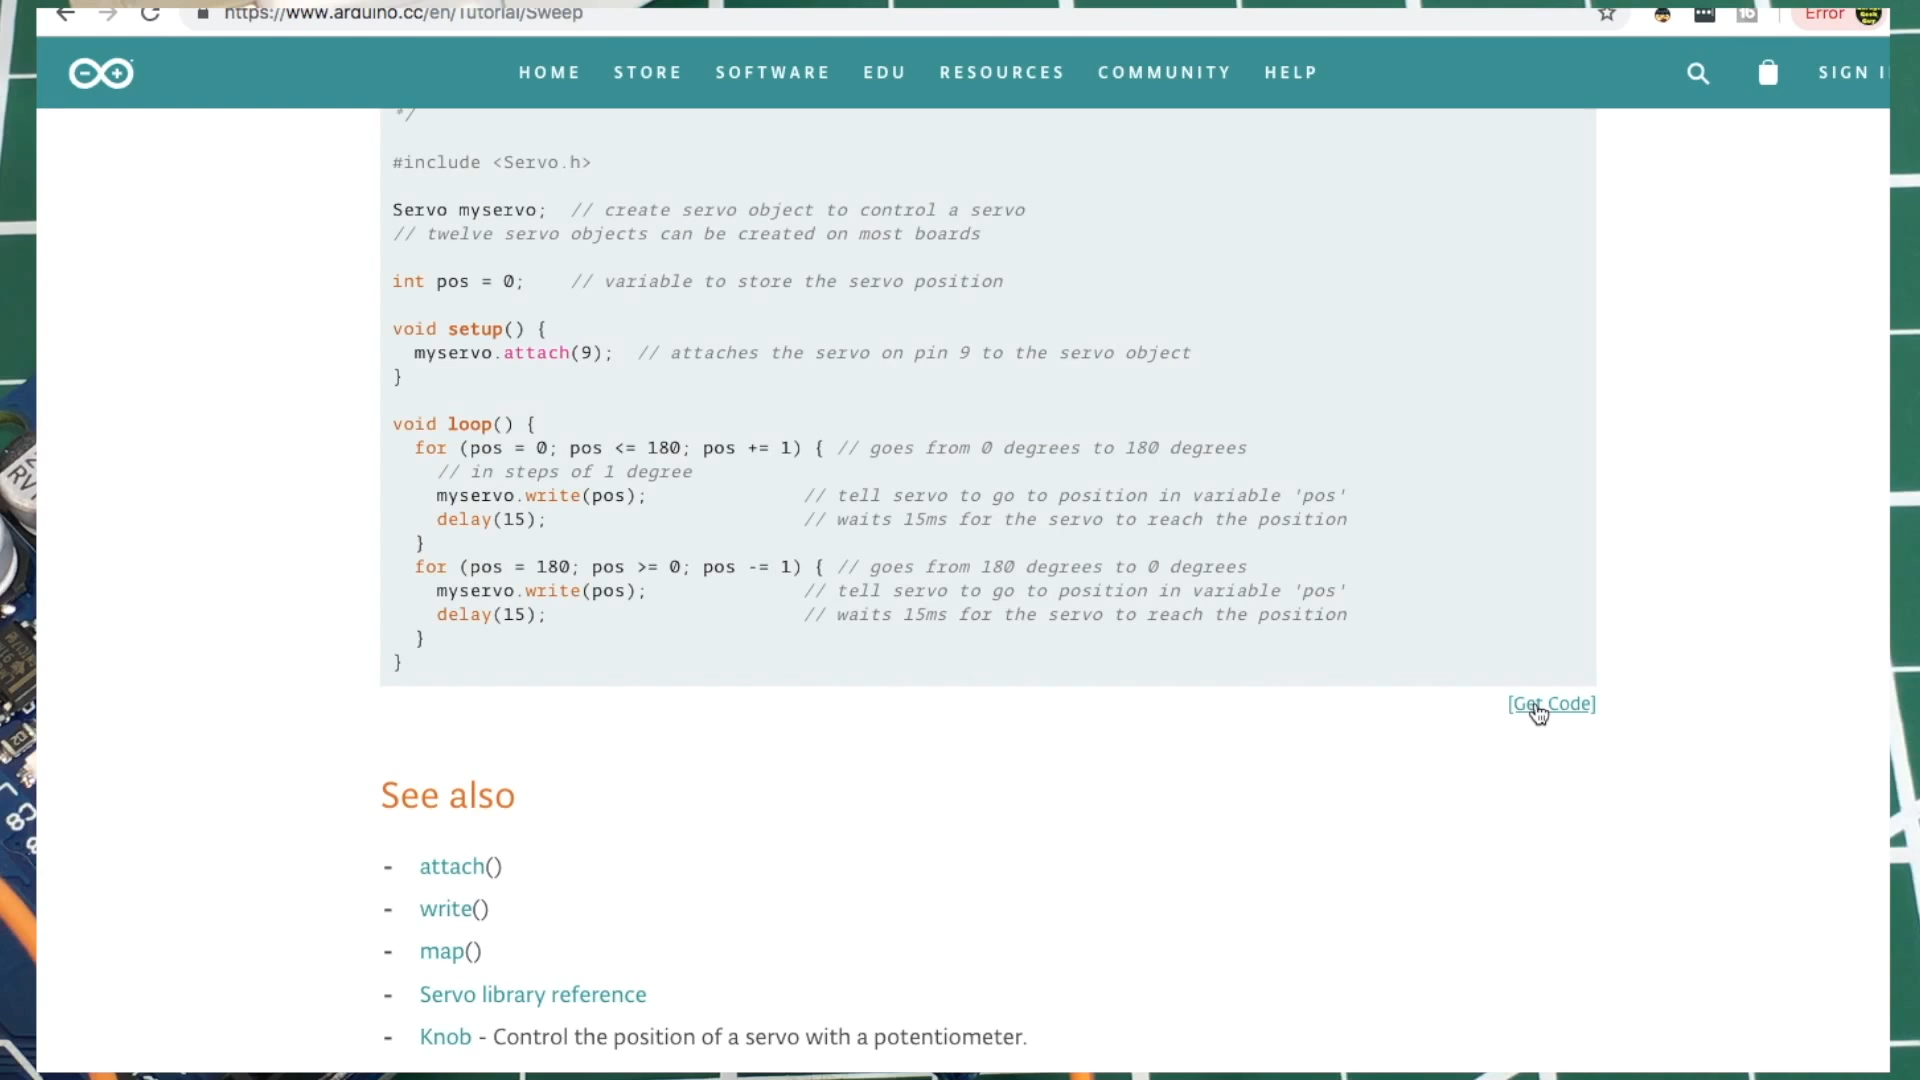 https://www.arduino.cc/en/Tutorial/Sweep
Error
HOME STORE SOFTWARE EDU RESOURCES COMMUNITY HELP
SIGN I
*/
#include <Servo.h>
Servo myservo;  // create servo object to control a servo
// twelve servo objects can be created on most boards
int pos = 0;    // variable to store the servo position
void setup() {
  myservo.attach(9);  // attaches the servo on pin 9 to the servo object
}
void loop() {
  for (pos = 0; pos <= 180; pos += 1) { // goes from 0 degrees to 180 degrees
    // in steps of 1 degree
    myservo.write(pos);              // tell servo to go to position in variable 'pos'
    delay(15);                       // waits 15ms for the servo to reach the position
  }
  for (pos = 180; pos >= 0; pos -= 1) { // goes from 180 degrees to 0 degrees
    myservo.write(pos);              // tell servo to go to position in variable 'pos'
    delay(15);                       // waits 15ms for the servo to reach the position
  }
}
[Get Code]
See also
- attach()
- write()
- map()
- Servo library reference
- Knob - Control the position of a servo with a potentiometer.